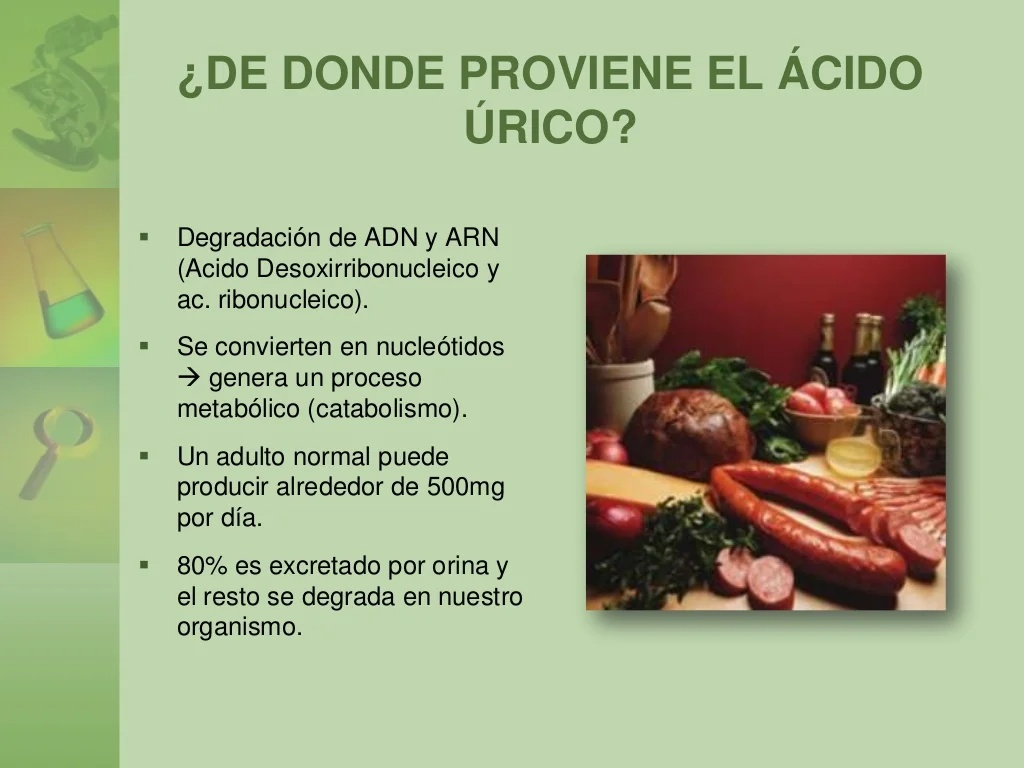 ¿DE DONDE PROVIENE EL ÁCIDO
ÚRICO?
▪ Degradación de ADN y ARN
(Acido Desoxirribonucleico y
ac. ribonucleico).
▪ Se convierten en nucleótidos
→ genera un proceso
metabólico (catabolismo).
▪ Un adulto normal puede
producir alrededor de 500mg
por día.
▪ 80% es excretado por orina y
el resto se degrada en nuestro
organismo.